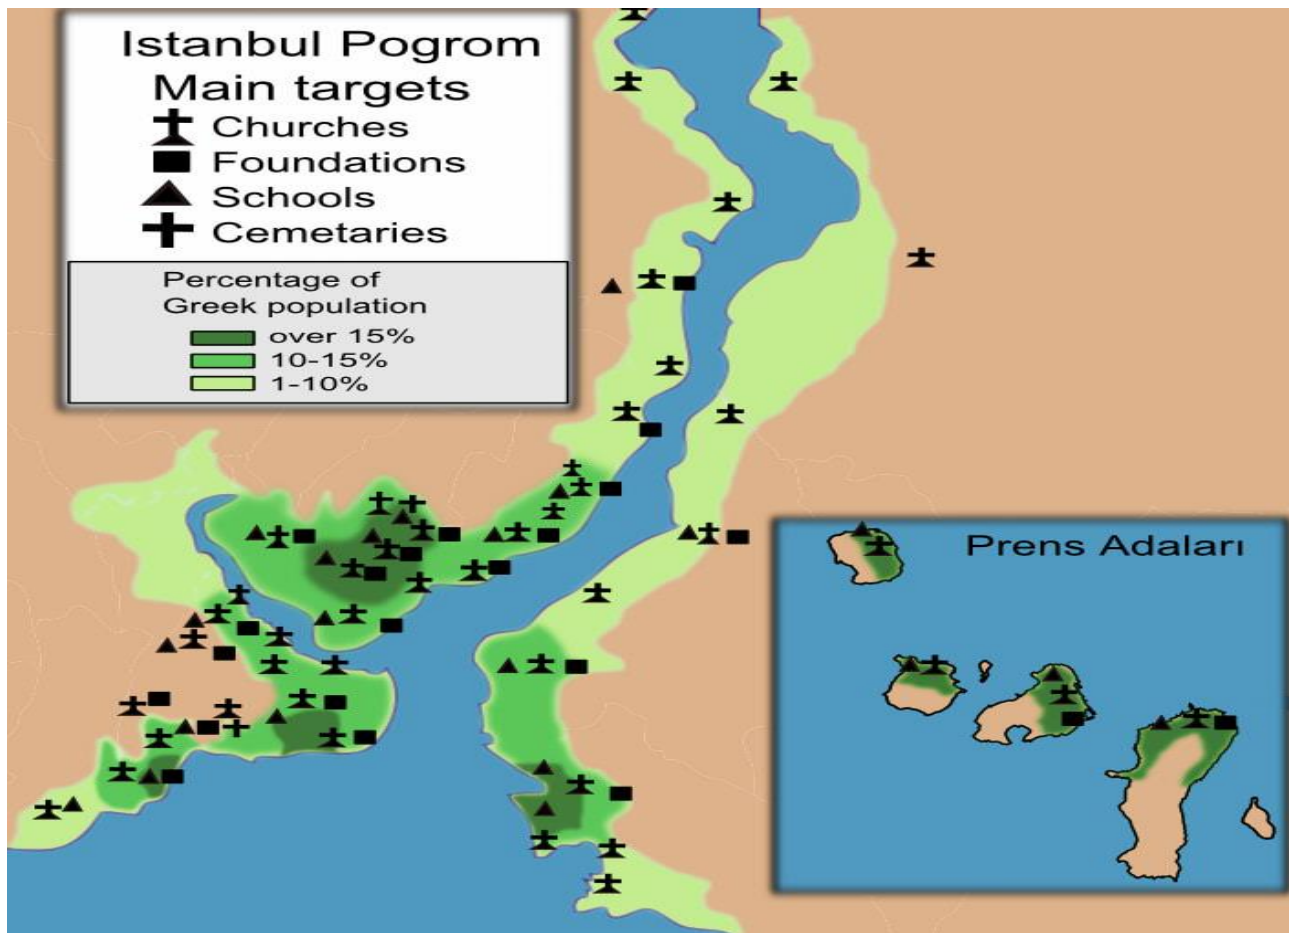 Istanbul Pogrom
Main targets
Churches
Foundations
Schools
Cemetaries
Percentage of
Greek population
over 15%
10-15%
1-10%
Prens Adaları